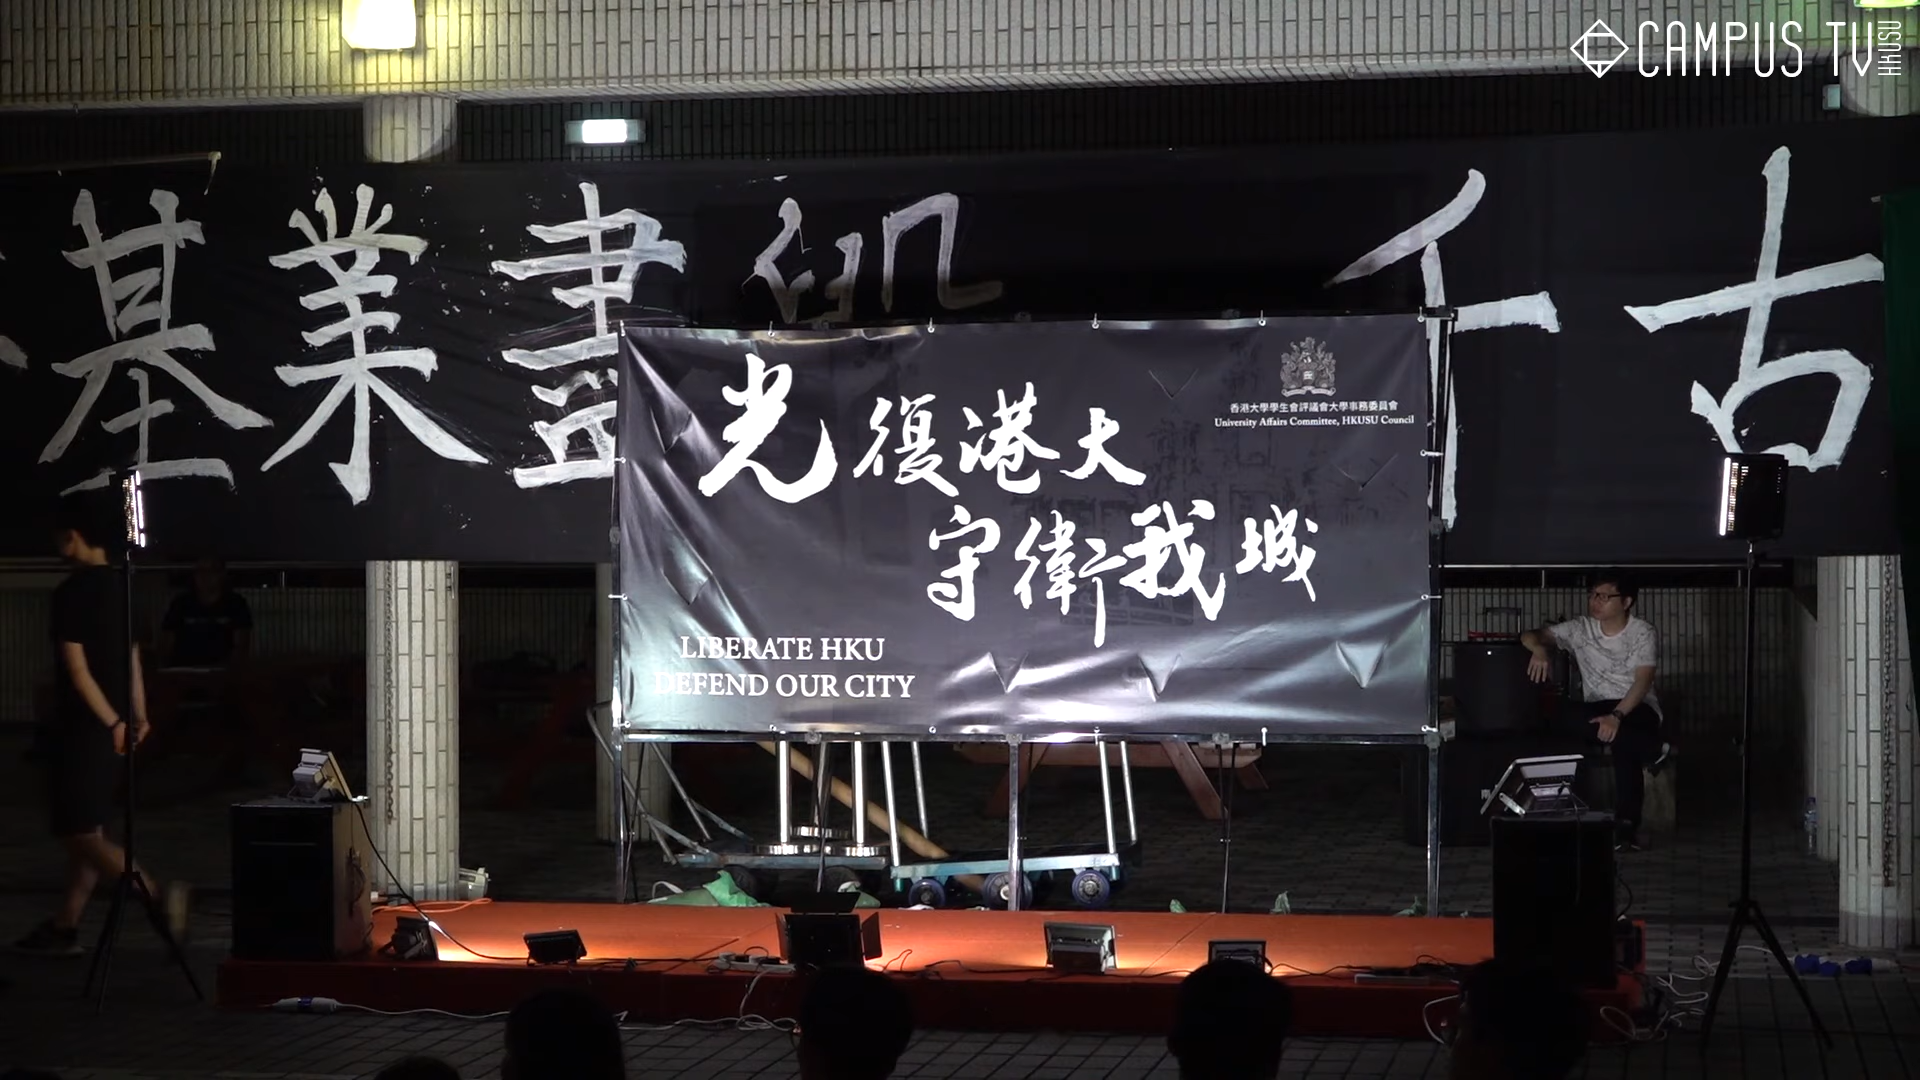 CAMPUS TV HKUSU
基業盡毀 千古
香港大學學生會評議會大學事務委員會
University Affairs Committee, HKUSU Council
光復港大
守衛我城
LIBERATE HKU
DEFEND OUR CITY